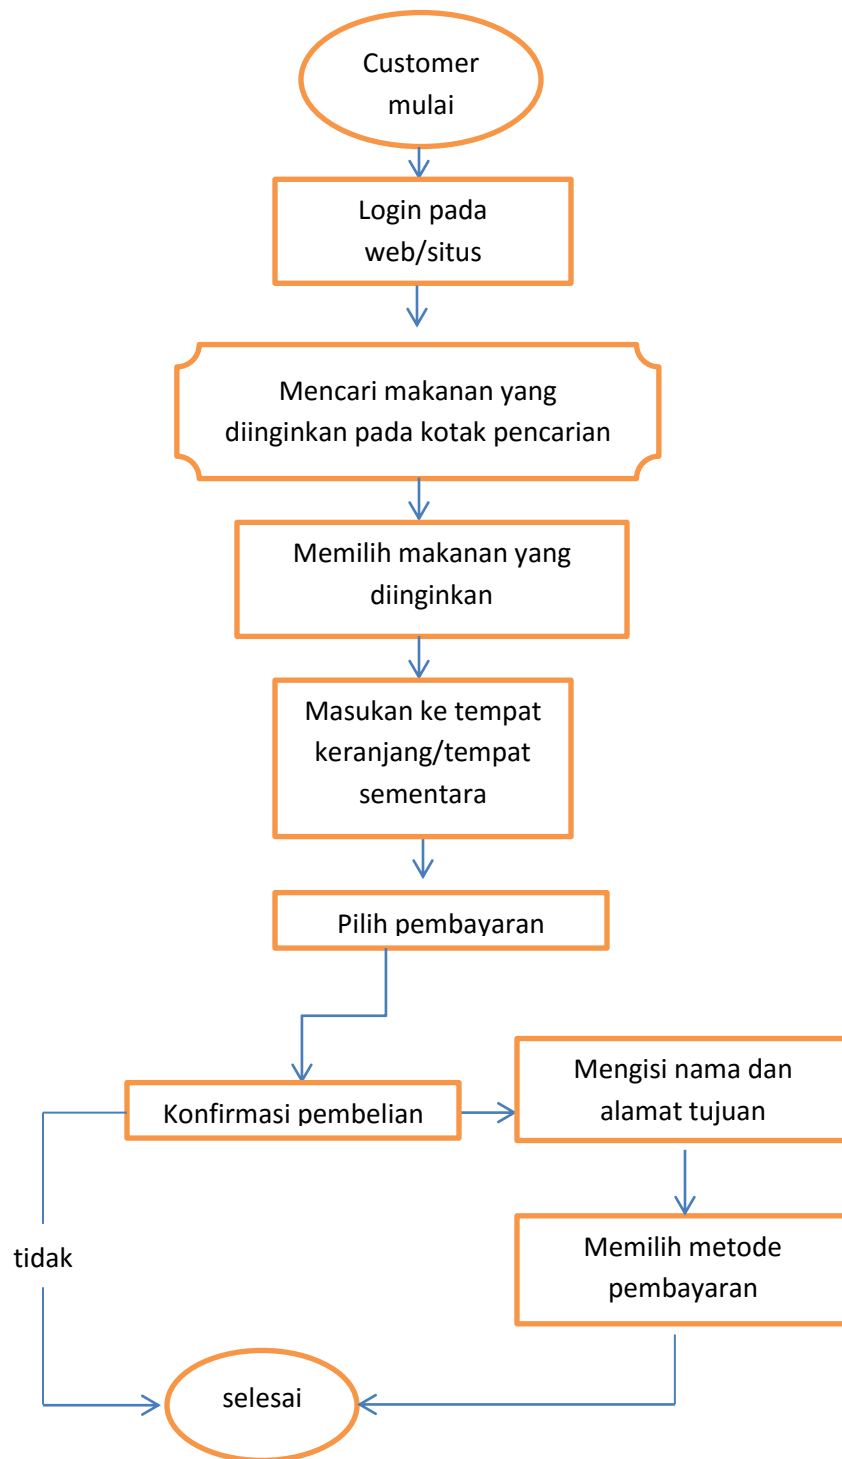 Customer
mulai
Login pada
web/situs
Mencari makanan yang
diinginkan pada kotak pencarian
Memilih makanan yang
diinginkan
Masukan ke tempat
keranjang/tempat
sementara
Pilih pembayaran
Konfirmasi pembelian
Mengisi nama dan
alamat tujuan
Memilih metode
pembayaran
tidak
selesai